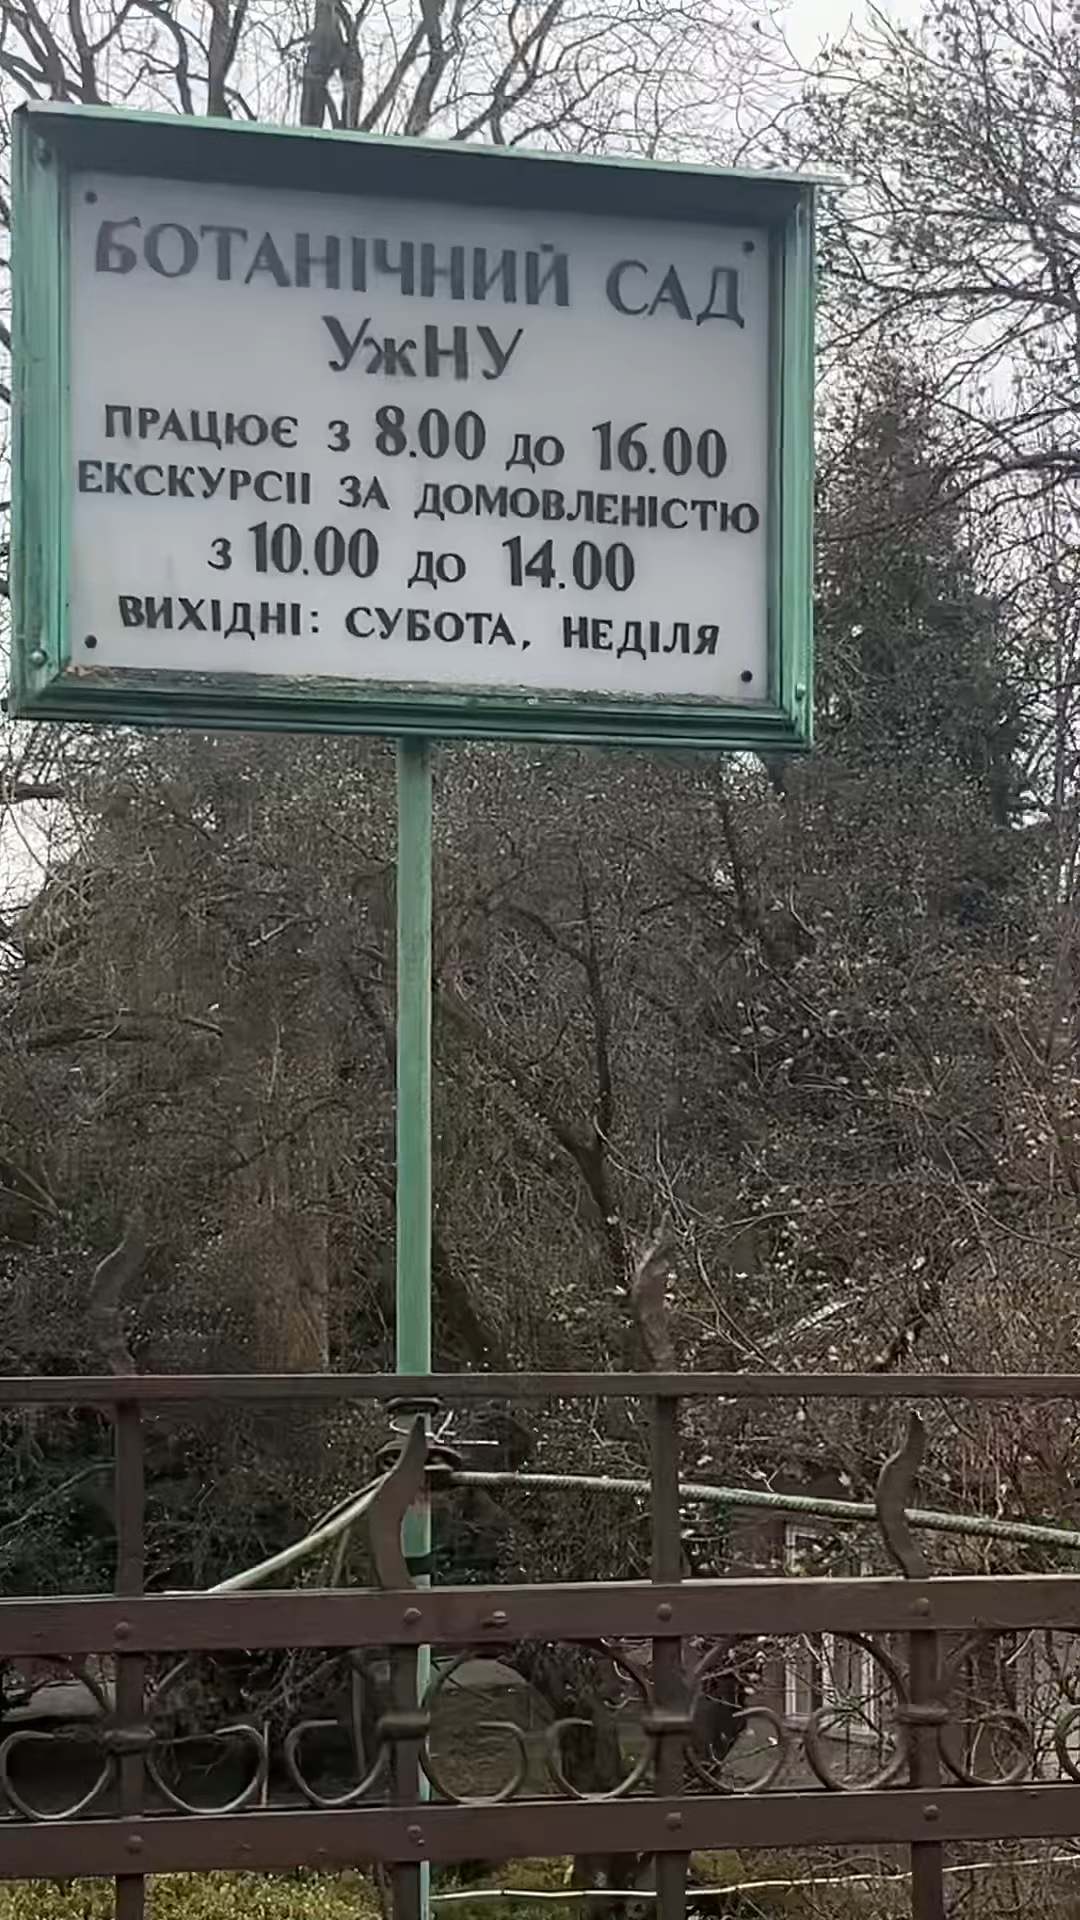 БОТАНІЧНИЙ САД
УжНУ
ПРАЦЮЄ З 8.00 ДО 16.00
ЕКСКУРСІІ ЗА ДОМОВЛЕНІСТЮ
З 10.00 ДО 14.00
ВИХІДНІ: СУБОТА, НЕДІЛЯ